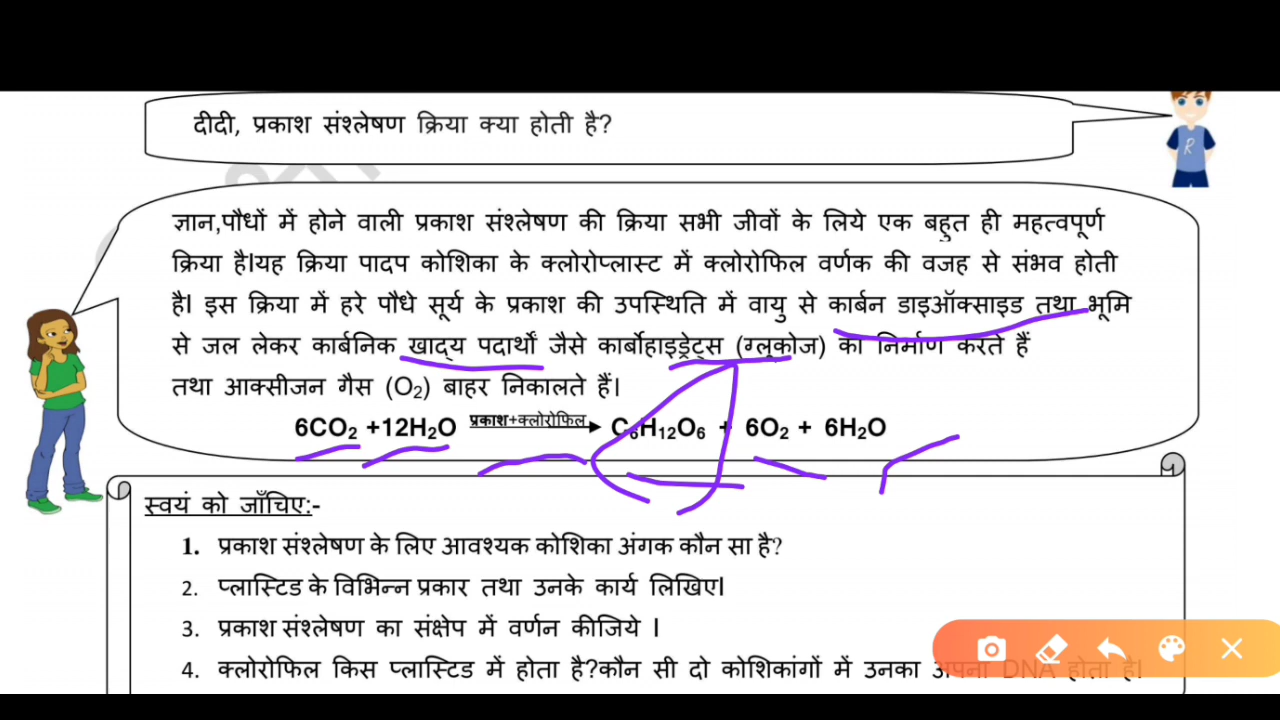 दीदी, प्रकाश संश्लेषण क्रिया क्या होती है?
R
ज्ञान,पौधों में होने वाली प्रकाश संश्लेषण की क्रिया सभी जीवों के लिये एक बहुत ही महत्वपूर्ण
क्रिया है।यह क्रिया पादप कोशिका के क्लोरोप्लास्ट में क्लोरोफिल वर्णक की वजह से संभव होती
है। इस क्रिया में हरे पौधे सूर्य के प्रकाश की उपस्थिति में वायु से कार्बन डाइऑक्साइड तथा भूमि
से जल लेकर कार्बनिक खाद्य पदार्थों जैसे कार्बोहाइड्रेट्स (ग्लूकोज) का निर्माण करते हैं
तथा आक्सीजन गैस (O₂) बाहर निकालते हैं।
6CO₂ +12H₂O प्रकाश+क्लोरोफिल→ C₆H₁₂O₆ + 6O₂ + 6H₂O
स्वयं को जाँचिए:-
1. प्रकाश संश्लेषण के लिए आवश्यक कोशिका अंगक कौन सा है?
2. प्लास्टिड के विभिन्न प्रकार तथा उनके कार्य लिखिए।
3. प्रकाश संश्लेषण का संक्षेप में वर्णन कीजिये ।
4. क्लोरोफिल किस प्लास्टिड में होता है?कौन सी दो कोशिकांगों में उनका अपना DNA होता है।